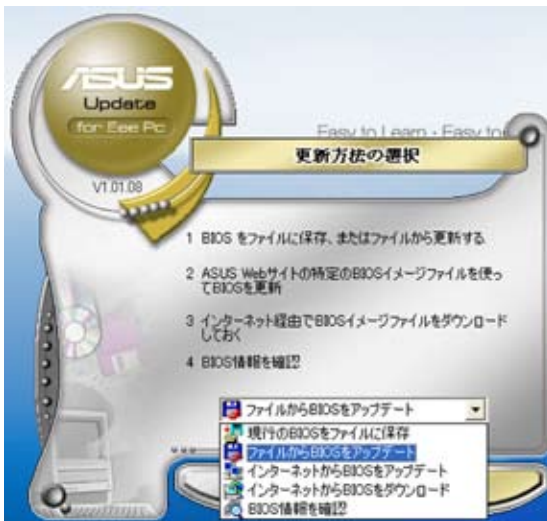 ASUS
Update
for Eee Pc
V1.01.08
Easy to Learn · Easy to
更新方法の選択
1 BIOS をファイルに保存、またはファイルから更新する
2 ASUS Webサイトの特定のBIOSイメージファイルを使っ
てBIOSを更新
3 インターネット経由でBIOSイメージファイルをダウンロード
しておく
4 BIOS情報を確認
ファイルからBIOSをアップデート
現行のBIOSをファイルに保存
ファイルからBIOSをアップデート
インターネットからBIOSをアップデート
インターネットからBIOSをダウンロード
BIOS情報を確認